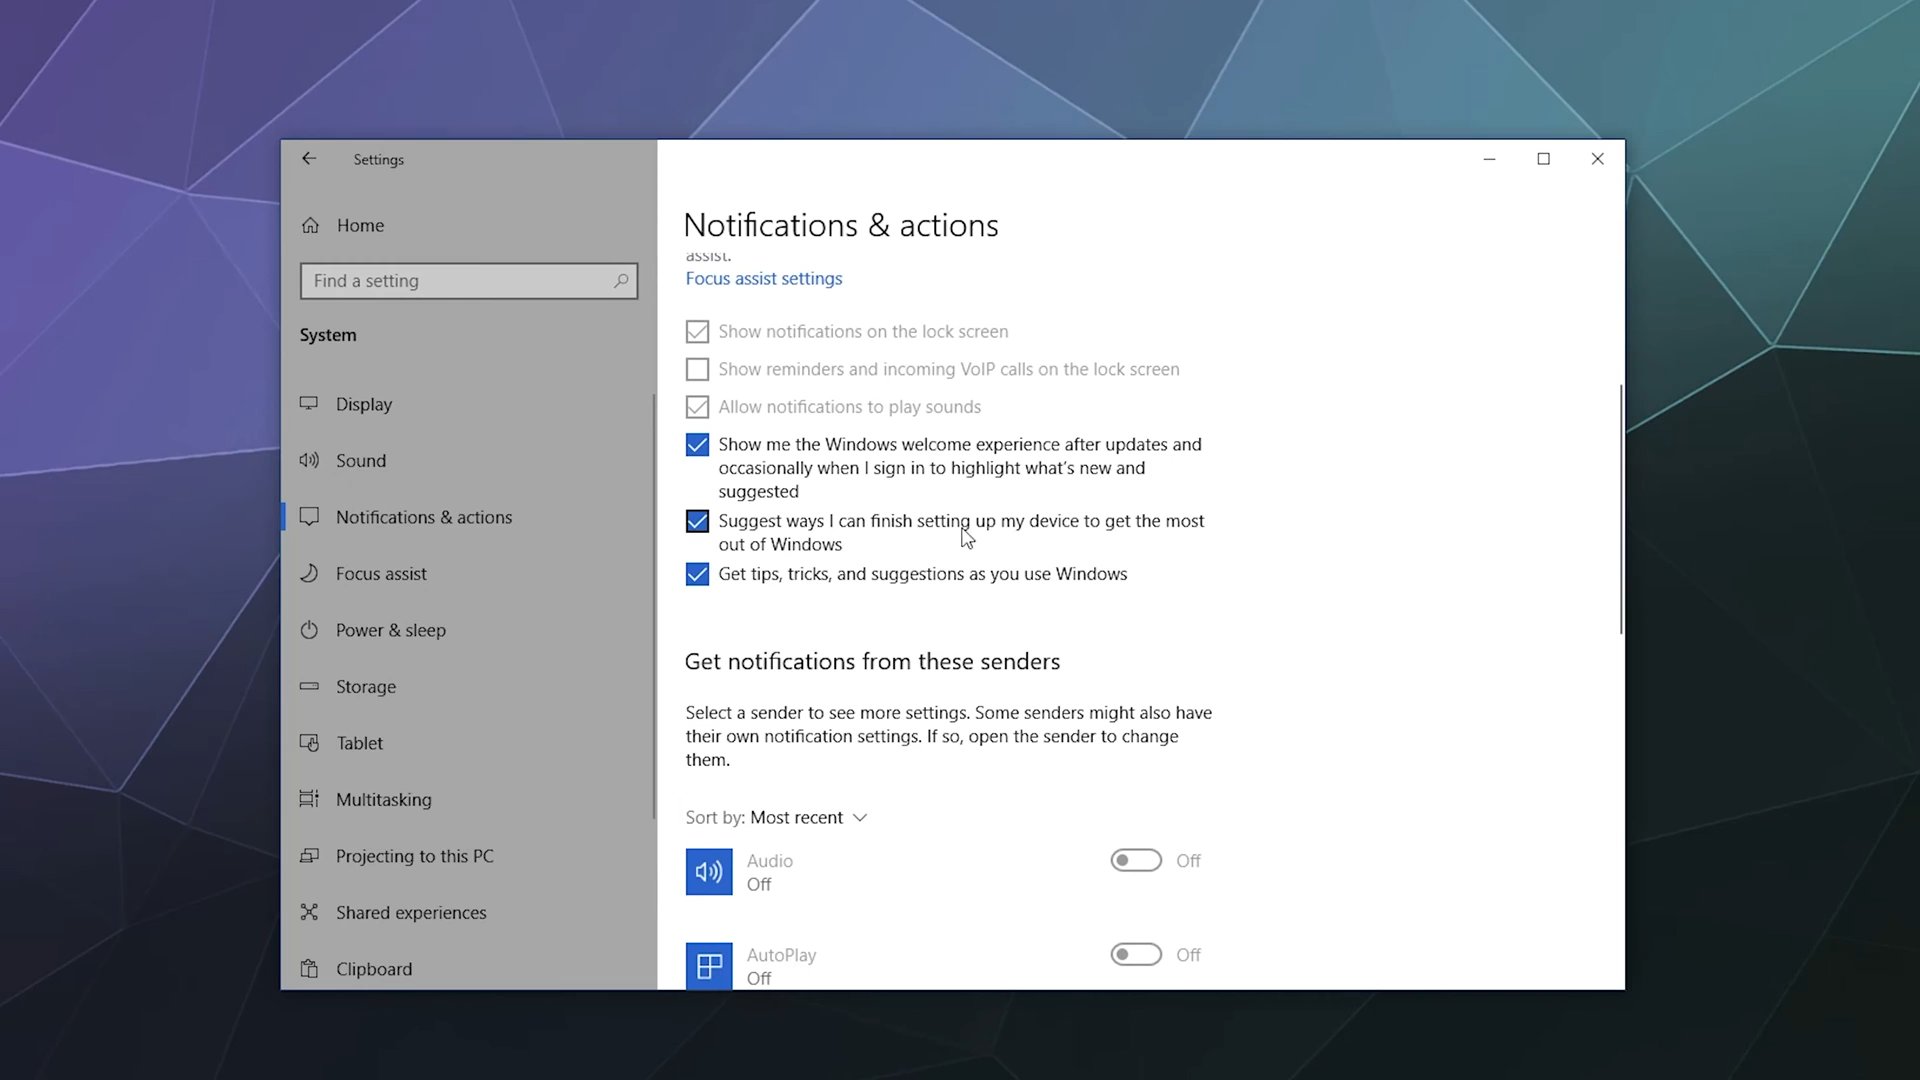 Settings
Home
Find a setting
System
Display
Sound
Notifications & actions
Focus assist
Power & sleep
Storage
Tablet
Multitasking
Projecting to this PC
Shared experiences
Clipboard
Notifications & actions
assist.
Focus assist settings
Show notifications on the lock screen
Show reminders and incoming VoIP calls on the lock screen
Allow notifications to play sounds
Show me the Windows welcome experience after updates and
occasionally when I sign in to highlight what's new and
suggested
Suggest ways I can finish setting up my device to get the most
out of Windows
Get tips, tricks, and suggestions as you use Windows
Get notifications from these senders
Select a sender to see more settings. Some senders might also have
their own notification settings. If so, open the sender to change
them.
Sort by: Most recent
Audio
Off
Off
AutoPlay
Off
Off